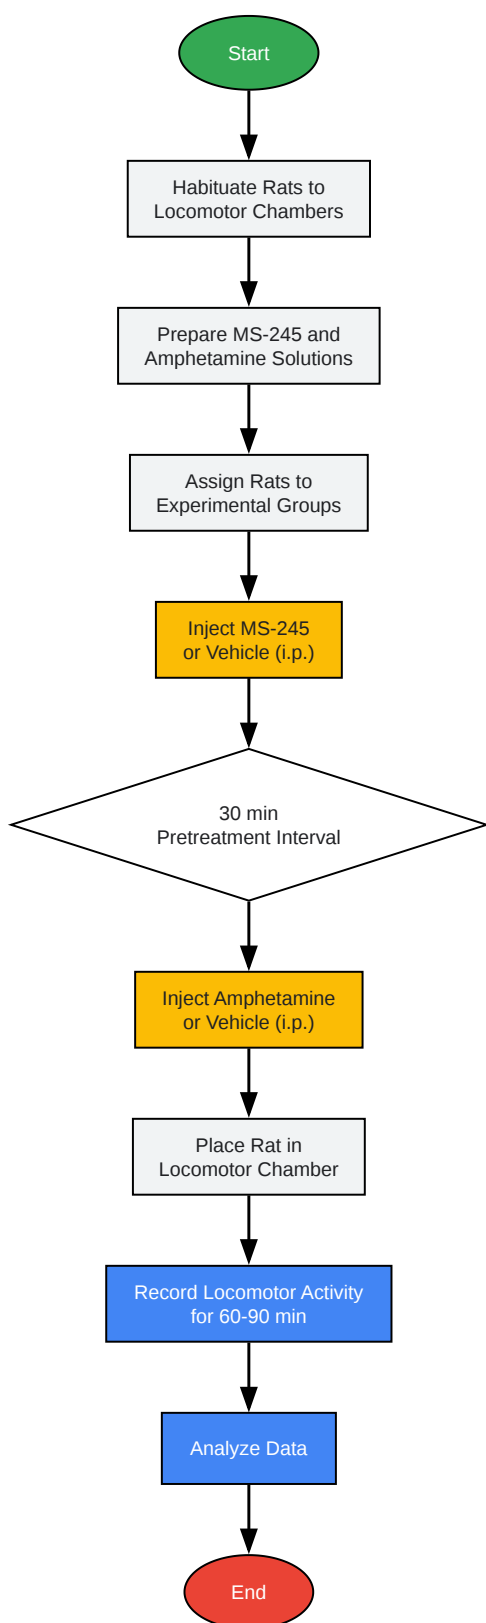 Start
Habituate Rats to
Locomotor Chambers
Prepare MS-245 and
Amphetamine Solutions
Assign Rats to
Experimental Groups
Inject MS-245
or Vehicle (i.p.)
30 min
Pretreatment Interval
Inject Amphetamine
or Vehicle (i.p.)
Place Rat in
Locomotor Chamber
Record Locomotor Activity
for 60-90 min
Analyze Data
End